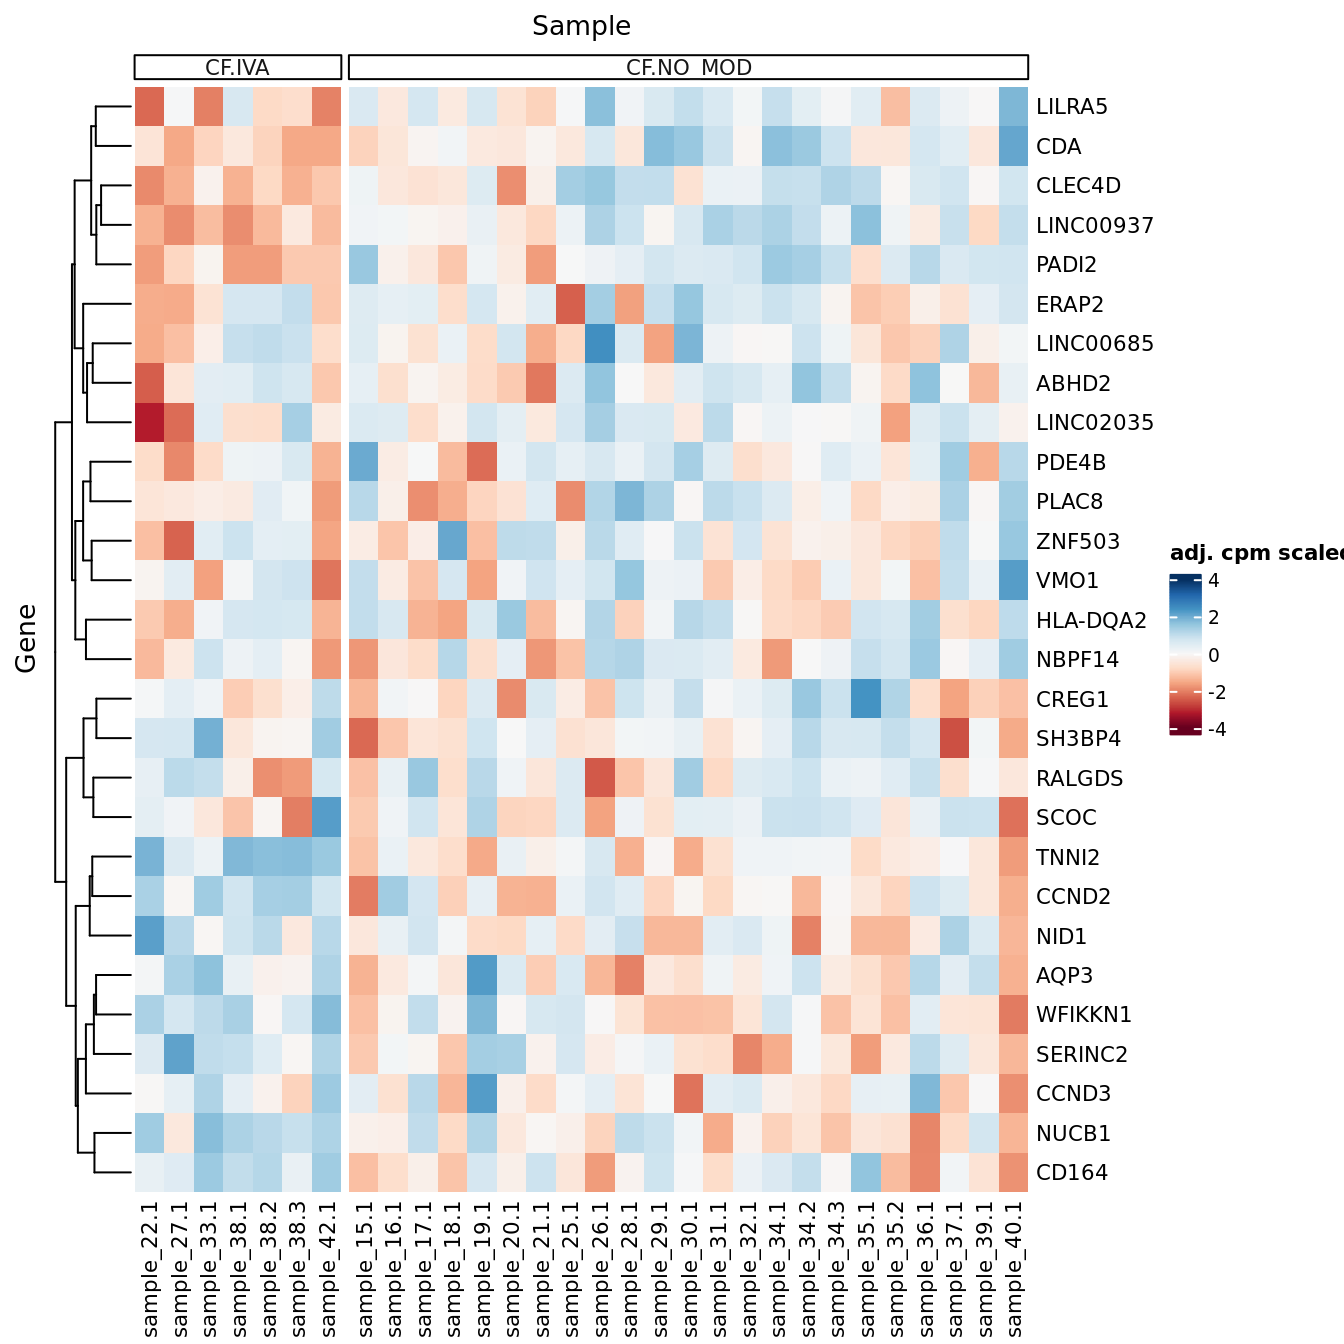 Sample
CF.IVA
CF.NO_MOD
Gene
LILRA5
CDA
CLEC4D
LINC00937
PADI2
ERAP2
LINC00685
ABHD2
LINC02035
PDE4B
PLAC8
ZNF503
VMO1
HLA-DQA2
NBPF14
CREG1
SH3BP4
RALGDS
SCOC
TNNI2
CCND2
NID1
AQP3
WFIKKN1
SERINC2
CCND3
NUCB1
CD164
adj. cpm scaled
4
2
0
-2
-4
sample_22.1
sample_27.1
sample_33.1
sample_38.1
sample_38.2
sample_38.3
sample_42.1
sample_15.1
sample_16.1
sample_17.1
sample_18.1
sample_19.1
sample_20.1
sample_21.1
sample_25.1
sample_26.1
sample_28.1
sample_29.1
sample_30.1
sample_31.1
sample_32.1
sample_34.1
sample_34.2
sample_34.3
sample_35.1
sample_35.2
sample_36.1
sample_37.1
sample_39.1
sample_40.1